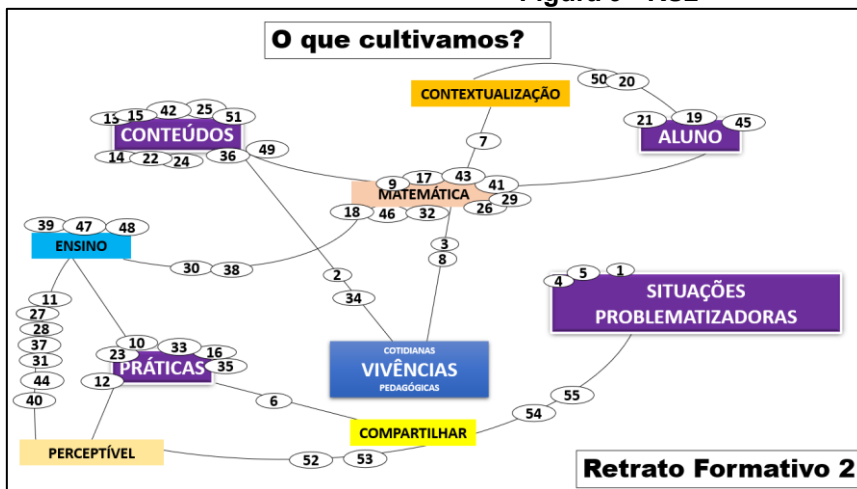 O que cultivamos?
CONTEXTUALIZAÇÃO
50 20
13 15 42 25 51
CONTEÚDOS
14 22 24 36 49
21 19 45
ALUNO
7
9 17 43 41
MATEMÁTICA
29
18 46 32 26
39 47 48
ENSINO
30 38
3
8
2
34
11
27
28
37
31
44
40
4 5 1
SITUAÇÕES
PROBLEMATIZADORAS
10 33 16
23 35
PRÁTICAS
12
6
COTIDIANAS
VIVÊNCIAS
PEDAGÓGICAS
55
54
COMPARTILHAR
PERCEPTÍVEL
52 53
Retrato Formativo 2